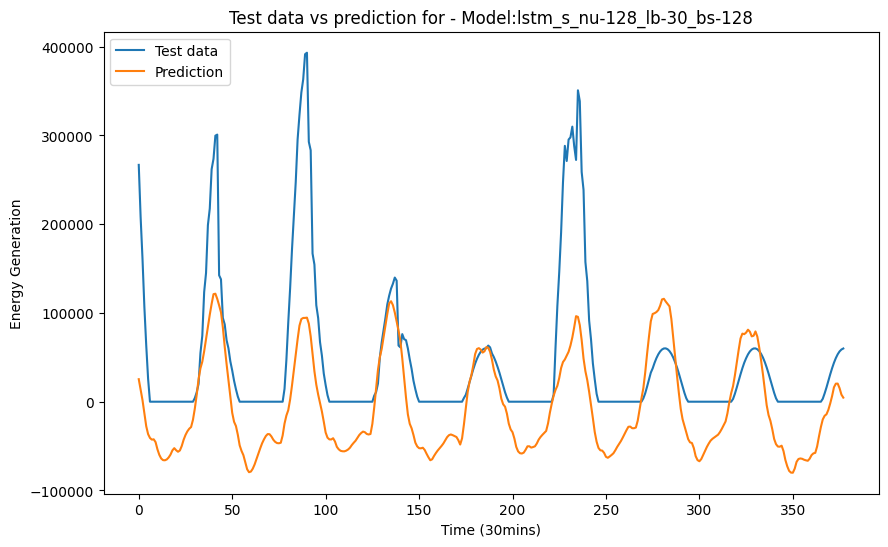 Test data vs prediction for - Model:lstm_s_nu-128_lb-30_bs-128
Test data
Prediction
Energy Generation
400000
300000
200000
100000
0
−100000
0 50 100 150 200 250 300 350
Time (30mins)